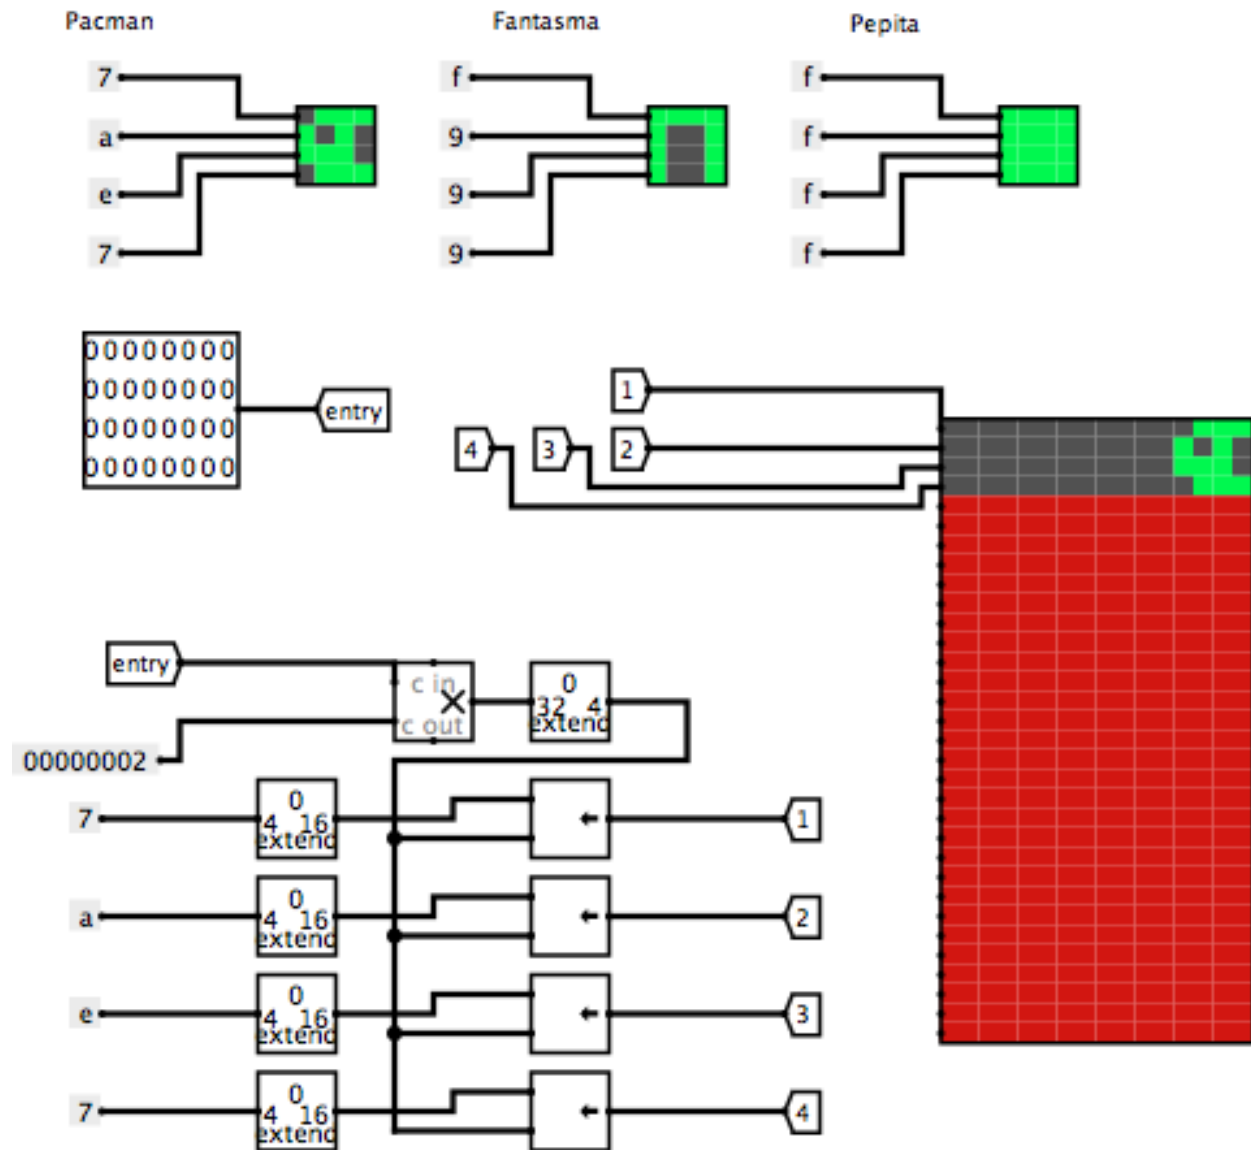 Pacman Fantasma Pepita
7 f f
a 9 f
e 9 f
7 9 f
00000000
00000000
00000000
00000000
entry
1
4 3 2
entry
c in
c out
0
32 4
extend
00000002
7
0
4 16
extend
1
a
0
4 16
extend
2
e
0
4 16
extend
3
7
0
4 16
extend
4